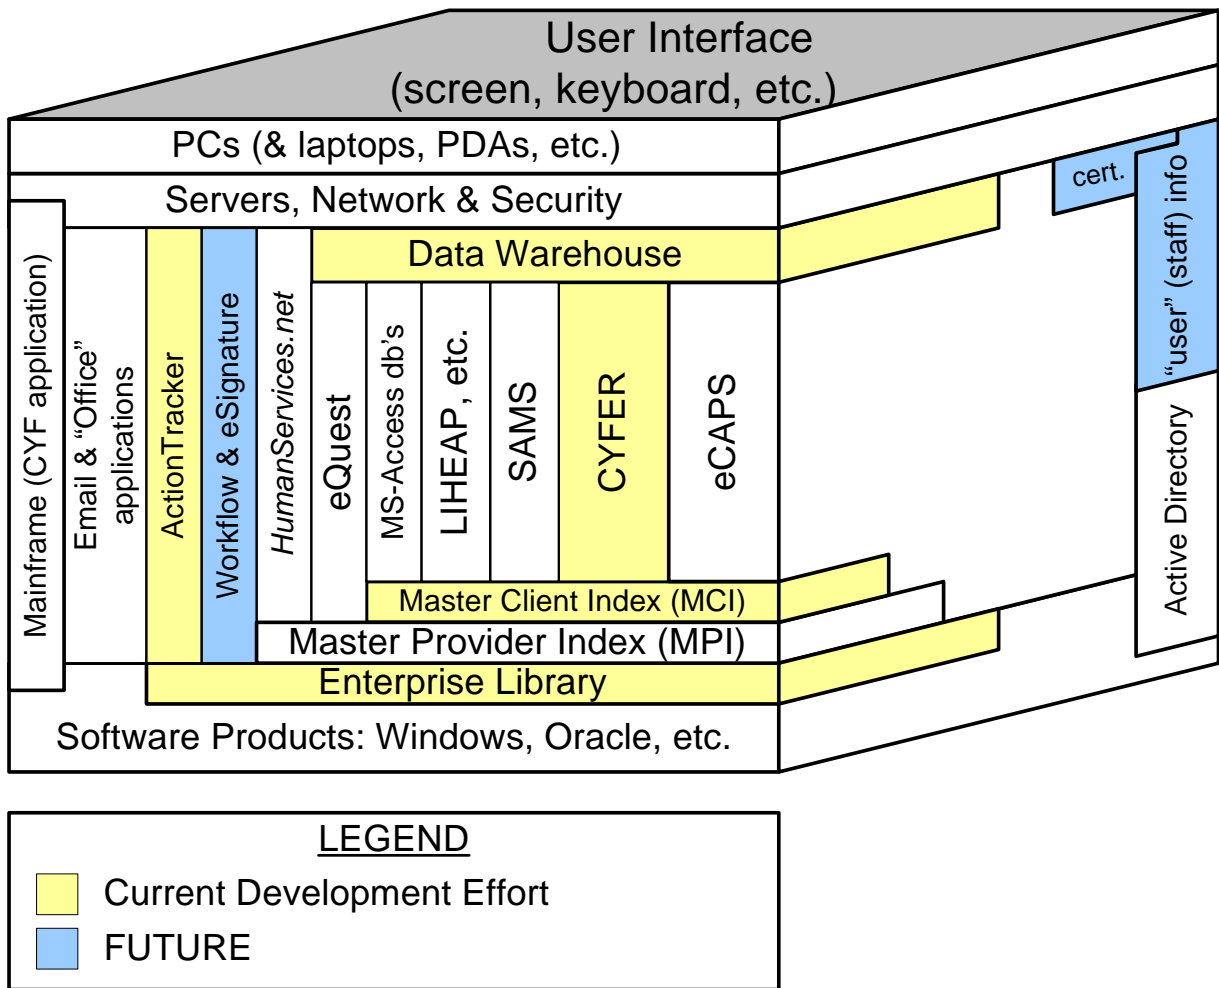 User Interface
(screen, keyboard, etc.)
PCs (& laptops, PDAs, etc.)
Servers, Network & Security
Data Warehouse
cert.
"user" (staff) info
Active Directory
Mainframe (CYF application)
Email & “Office”
applications
ActionTracker
Workflow & eSignature
HumanServices.net
eQuest
MS-Access db’s
LIHEAP, etc.
SAMS
CYFER
eCAPS
Master Client Index (MCI)
Master Provider Index (MPI)
Enterprise Library
Software Products: Windows, Oracle, etc.
LEGEND
Current Development Effort
FUTURE